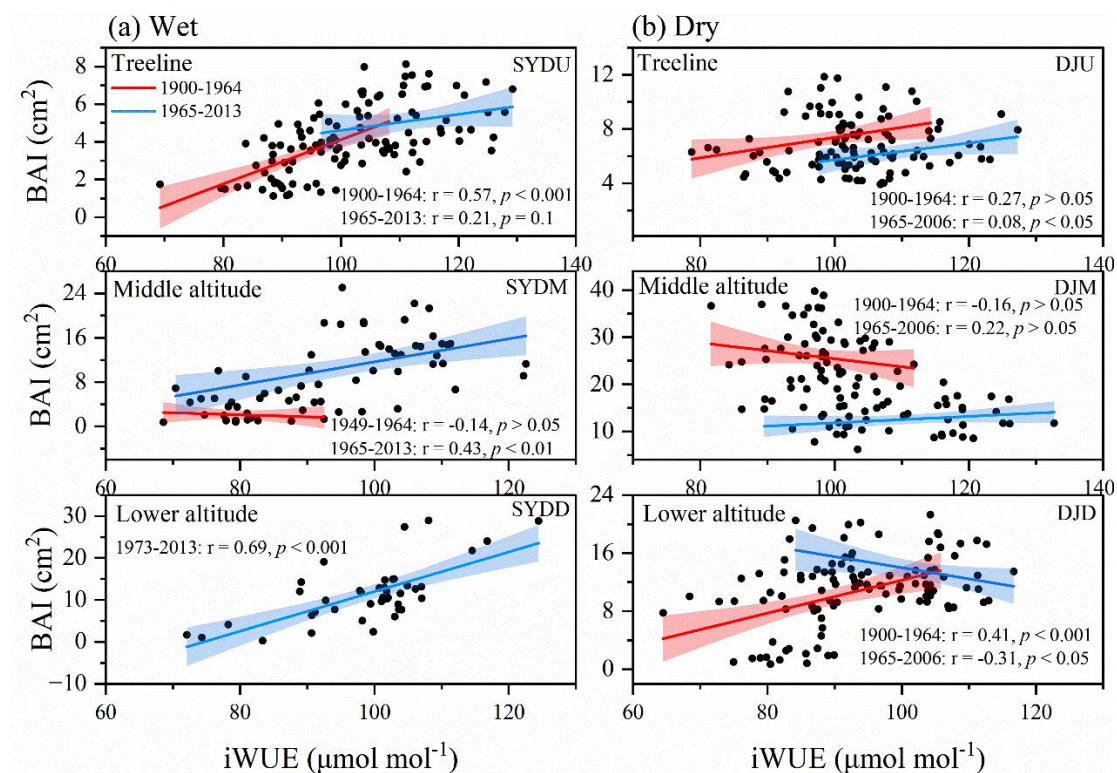 (a) Wet
(b) Dry
Treeline
SYDU
1900-1964
1965-2013
BAI (cm²)
8
6
4
2
0
1900-1964: r = 0.57, p < 0.001
1965-2013: r = 0.21, p = 0.1
60 80 100 120 140
Treeline
DJU
12
8
4
1900-1964: r = 0.27, p > 0.05
1965-2006: r = 0.08, p < 0.05
60 80 100 120 140
Middle altitude
SYDM
BAI (cm²)
24
16
8
0
1949-1964: r = -0.14, p > 0.05
1965-2013: r = 0.43, p < 0.01
Middle altitude
DJM
40
30
20
10
1900-1964: r = -0.16, p > 0.05
1965-2006: r = 0.22, p > 0.05
60 80 100 120 140
Lower altitude
SYDD
1973-2013: r = 0.69, p < 0.001
BAI (cm²)
30
20
10
0
−10
60 80 100 120
iWUE (μmol mol⁻¹)
Lower altitude
DJD
24
16
8
0
1900-1964: r = 0.41, p < 0.001
1965-2006: r = -0.31, p < 0.05
60 80 100 120
iWUE (μmol mol⁻¹)